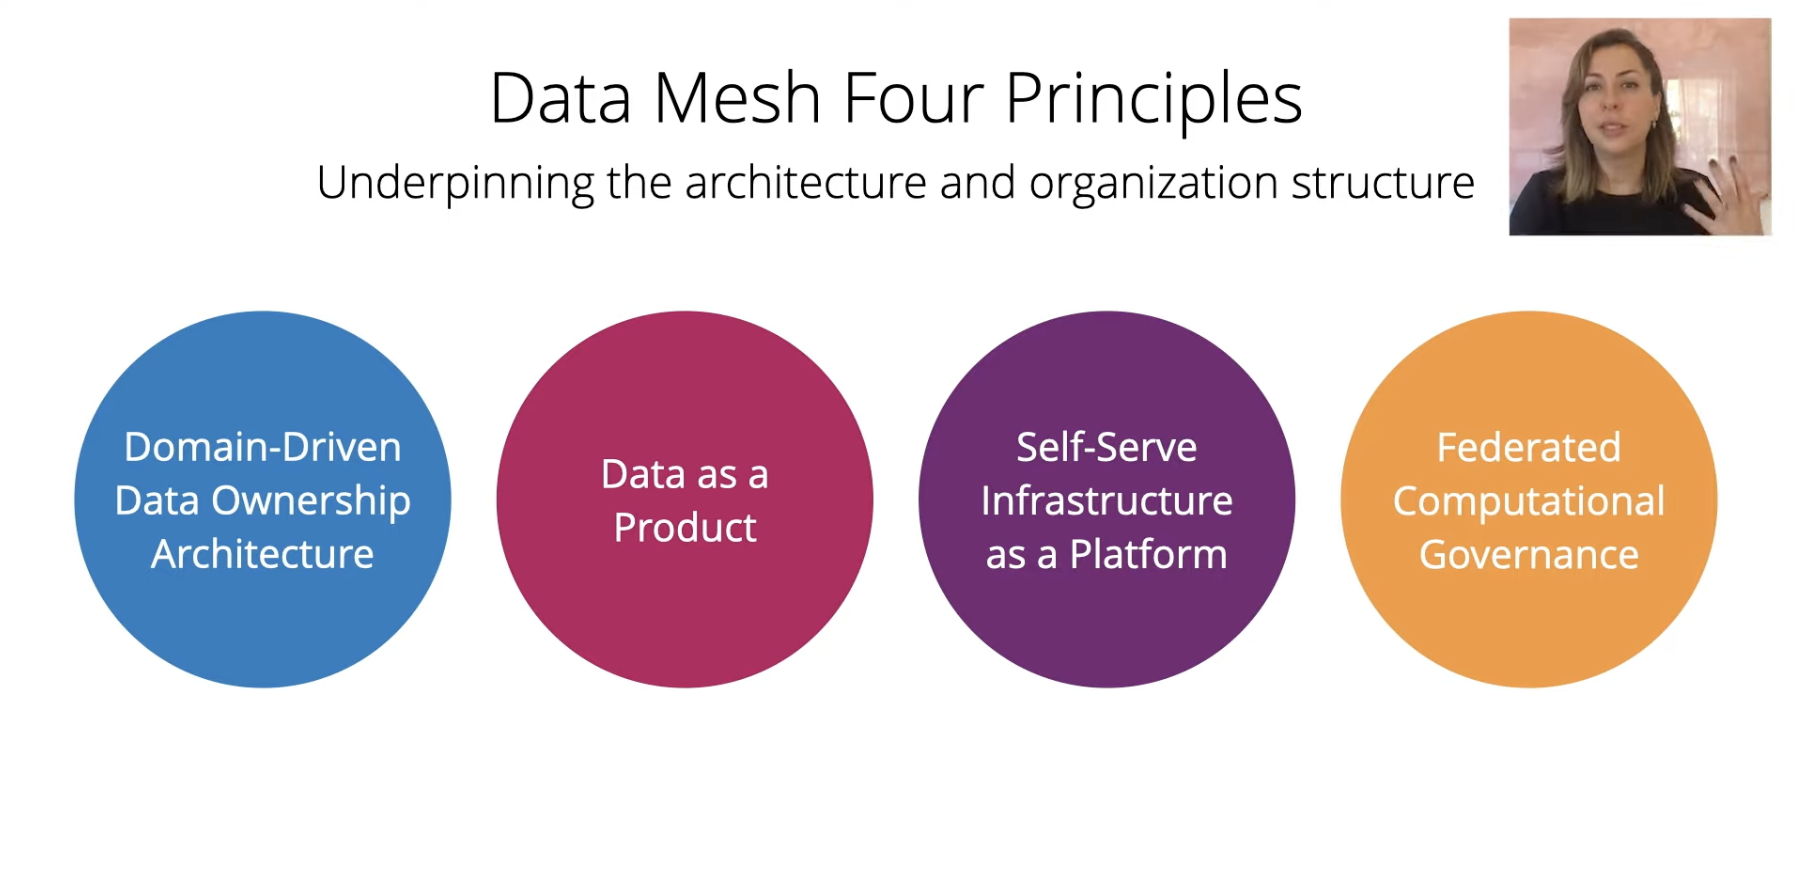 Data Mesh Four Principles
Underpinning the architecture and organization structure
Domain-Driven
Data Ownership
Architecture
Data as a
Product
Self-Serve
Infrastructure
as a Platform
Federated
Computational
Governance